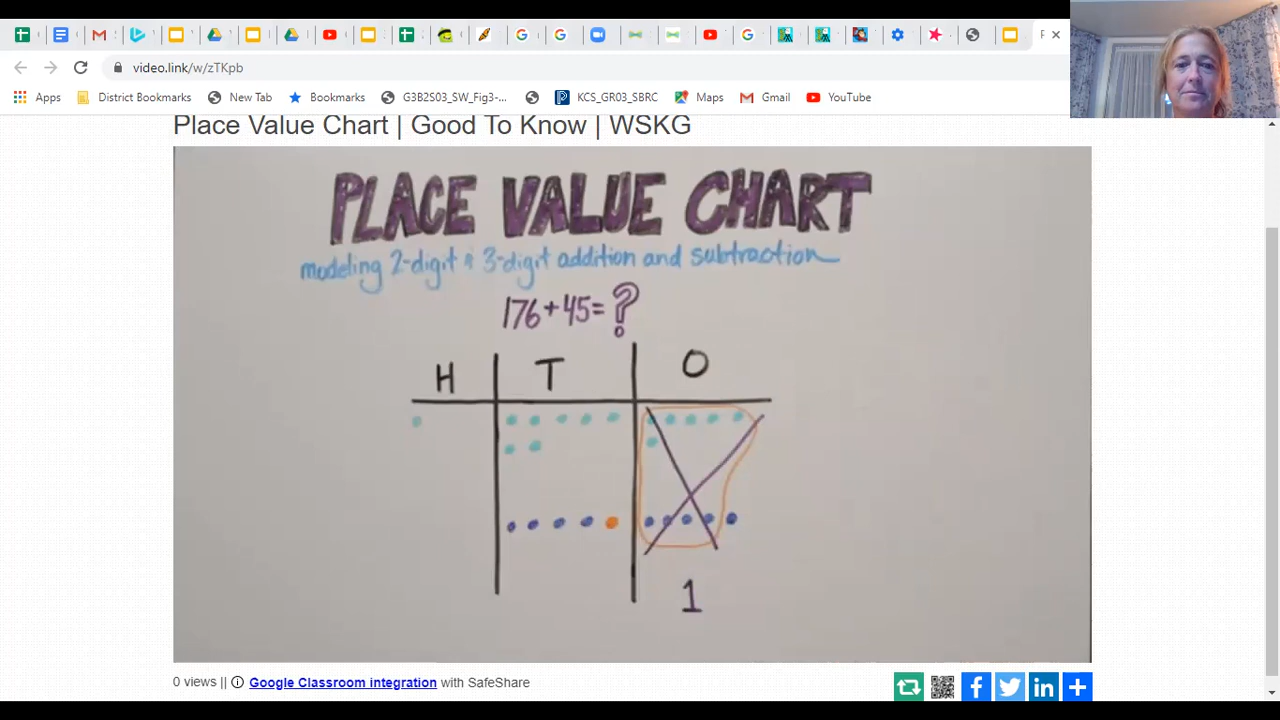 video.link/w/zTKpb
Apps District Bookmarks New Tab Bookmarks G3B2S03_SW_Fig3-... KCS_GR03_SBRC Maps Gmail YouTube
Place Value Chart | Good To Know | WSKG
PLACE VALUE CHART
modeling 2-digit & 3-digit addition and subtraction
176+45=?
H T O
1
0 views || Google Classroom integration with SafeShare